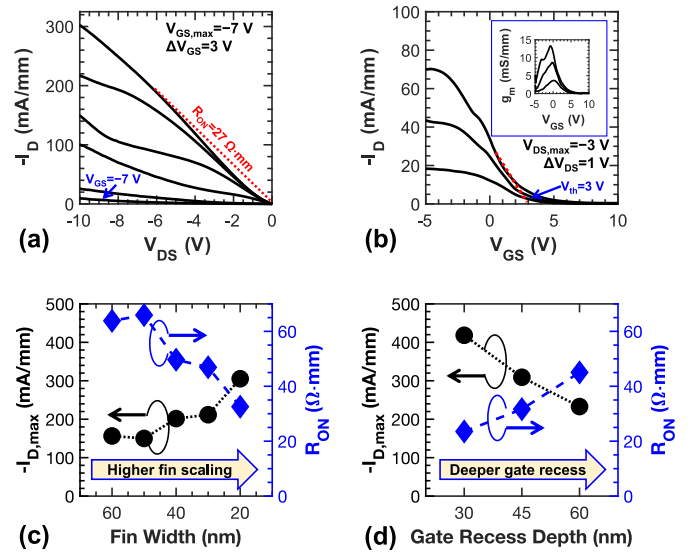 300
200
100
0
-I_D (mA/mm)
V_GS,max=−7 V
ΔV_GS=3 V
R_ON=27 Ω·mm
V_GS=−7 V
-10 −8 −6 −4 −2 0
V_DS (V)
(a)
100
80
60
40
20
0
-I_D (mA/mm)
15
10
5
0
g_m (mS/mm)
-5 0 5 10
V_GS (V)
V_DS,max=−3 V
ΔV_DS=1 V
V_th=3 V
-5 0 5 10
V_GS (V)
(b)
500
400
300
200
100
0
-I_D,max (mA/mm)
60
40
20
0
R_ON (Ω·mm)
Higher fin scaling
60 50 40 30 20
Fin Width (nm)
(c)
500
400
300
200
100
0
-I_D,max (mA/mm)
60
40
20
0
R_ON (Ω·mm)
Deeper gate recess
30 45 60
Gate Recess Depth (nm)
(d)